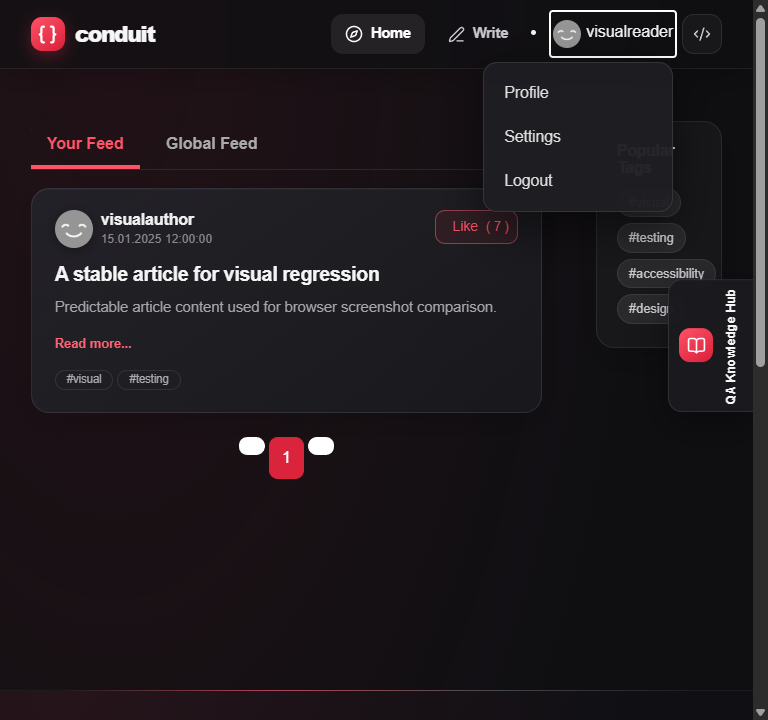 conduit
Home
Write
visualreader
Profile
Settings
Logout
Your Feed
Global Feed
Popular
Tags
visualauthor
15.01.2025 12:00:00
Like ( 7 )
A stable article for visual regression
Predictable article content used for browser screenshot comparison.
Read more...
#visual
#testing
#visual
#testing
#accessibility
#design
QA Knowledge Hub
1